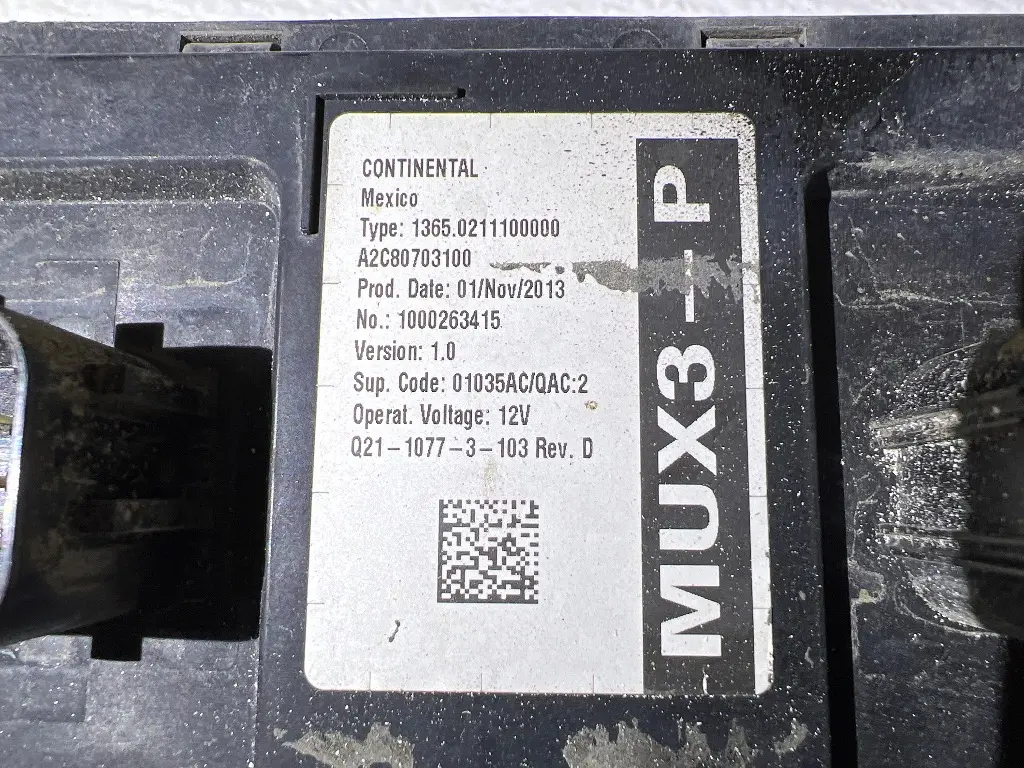 CONTINENTAL
Mexico
Type: 1365.0211100000
A2C80703100
Prod. Date: 01/Nov/2013
No.: 1000263415
Version: 1.0
Sup. Code: 01035AC/QAC:2
Operat. Voltage: 12V
Q21-1077-3-103 Rev. D
MUX3-P